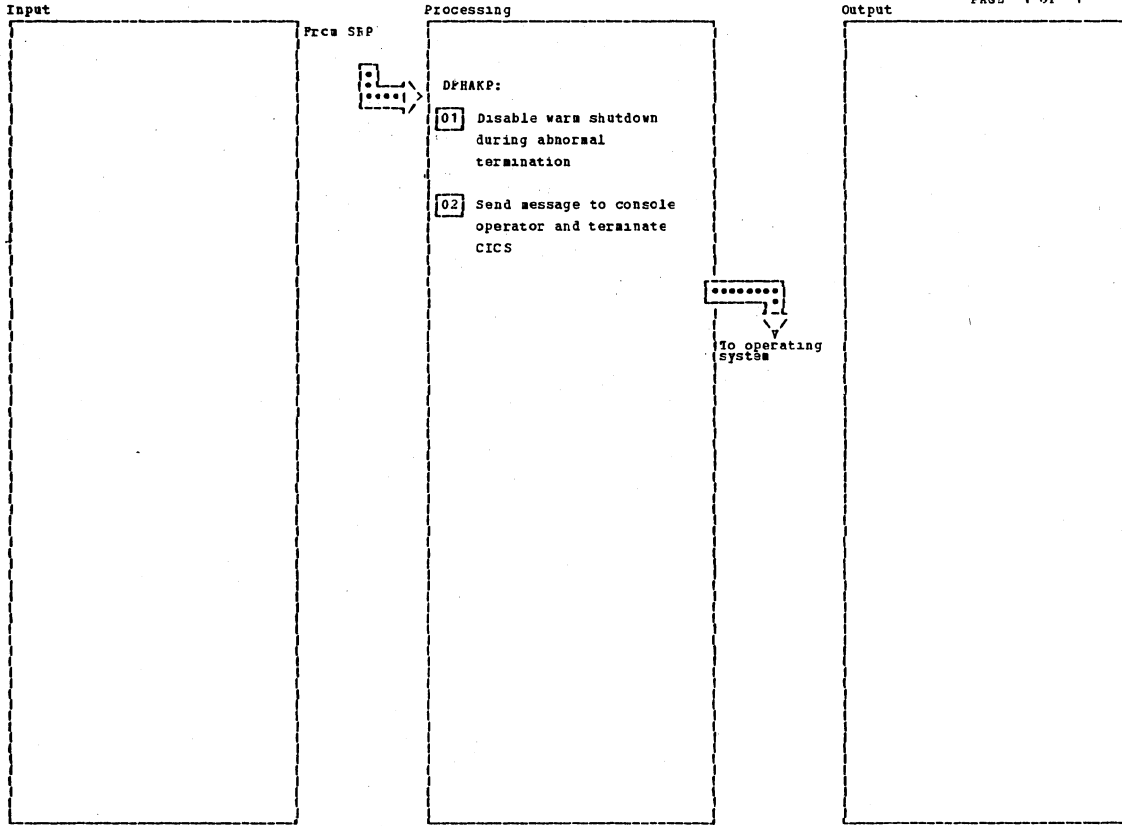 Input
Processing
Output
From SRP
DFHAKP:
01 Disable warm shutdown
during abnormal
termination
02 Send message to console
operator and terminate
CICS
To operating
system